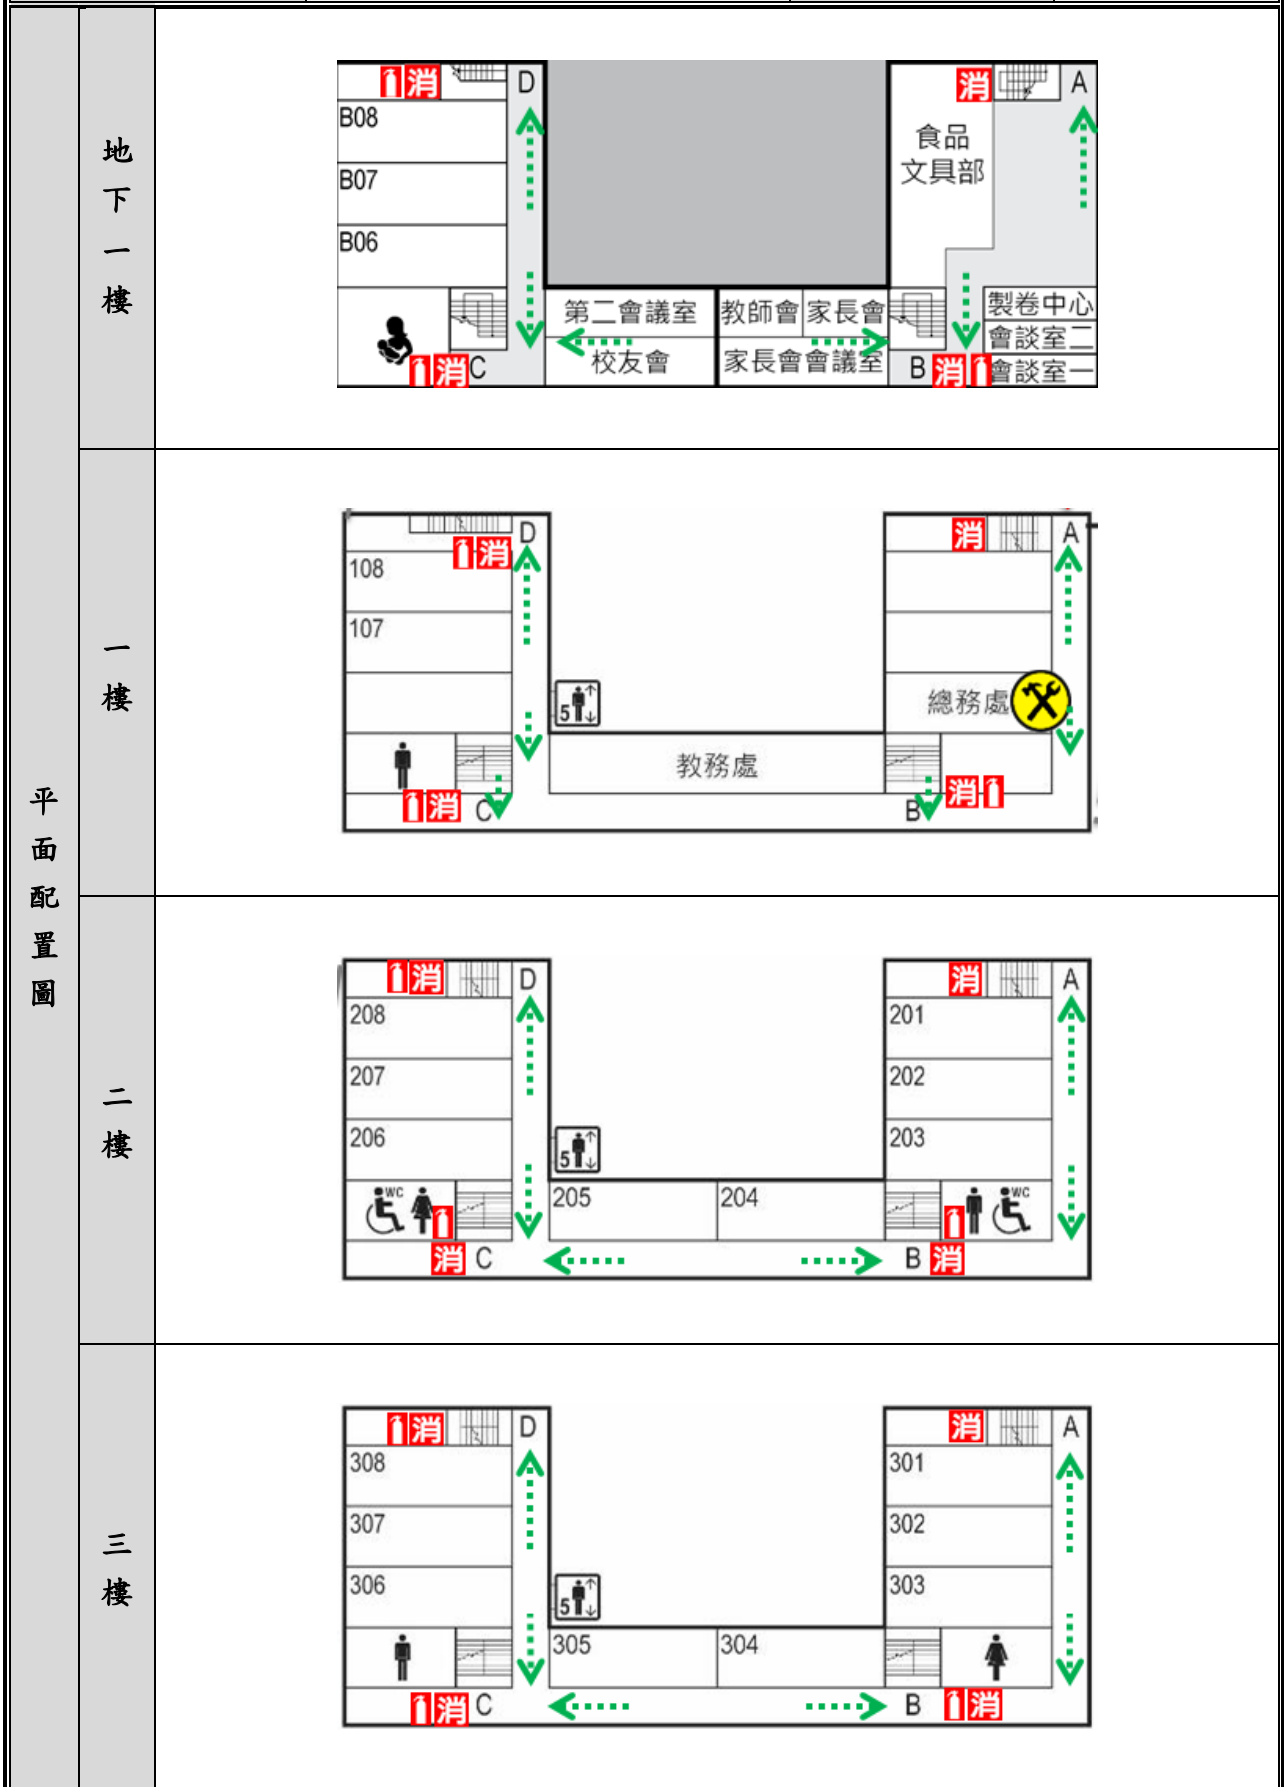 平面配置圖
地下一樓
消 D 消 A
B08
食品
文具部
B07
B06
第二會議室 教師會 家長會 製卷中心
會談室二
校友會 家長會會議室
消 C B 消 會談室一
一樓
D 消 A
消
108
107
總務處
5
教務處
消 C B 消
二樓
消 D 消 A
208 201
207 202
206 203
5
WC 205 204 WC
消 C B 消
三樓
消 D 消 A
308 301
307 302
306 303
5
305 304
消 C B 消